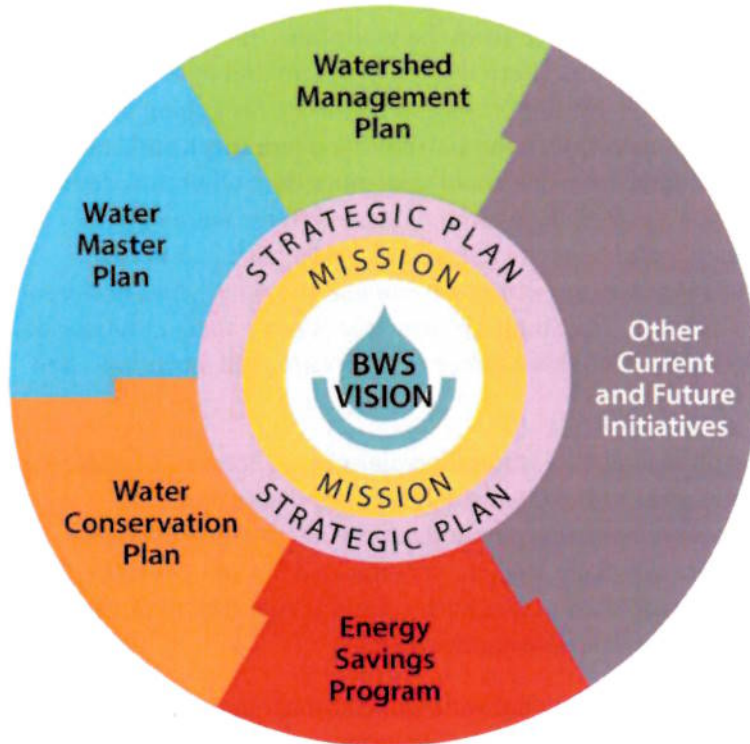 Watershed
Management
Plan
Water
Master
Plan
STRATEGIC PLAN
MISSION
BWS
VISION
Other
Current
and Future
Initiatives
MISSION
STRATEGIC PLAN
Water
Conservation
Plan
Energy
Savings
Program